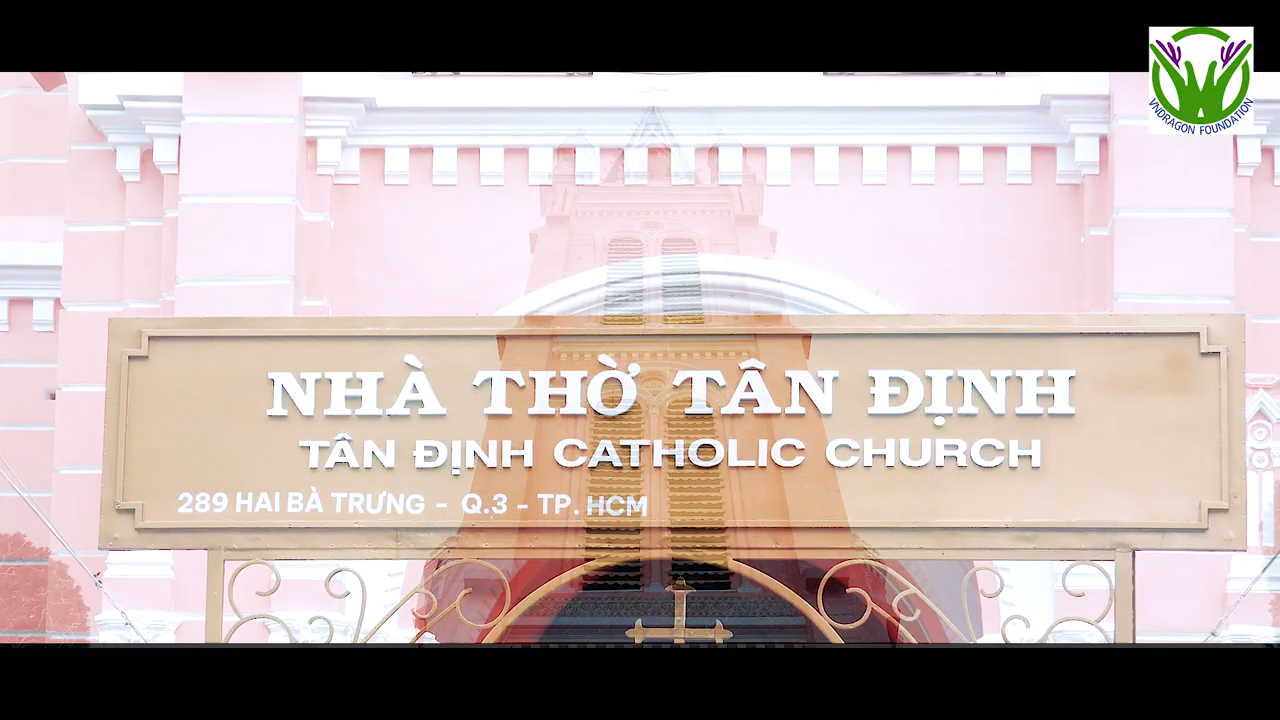 VNDRAGON FOUNDATION
NHÀ THỜ TÂN ĐỊNH
TÂN ĐỊNH CATHOLIC CHURCH
289 HAI BÀ TRƯNG - Q.3 - TP. HCM